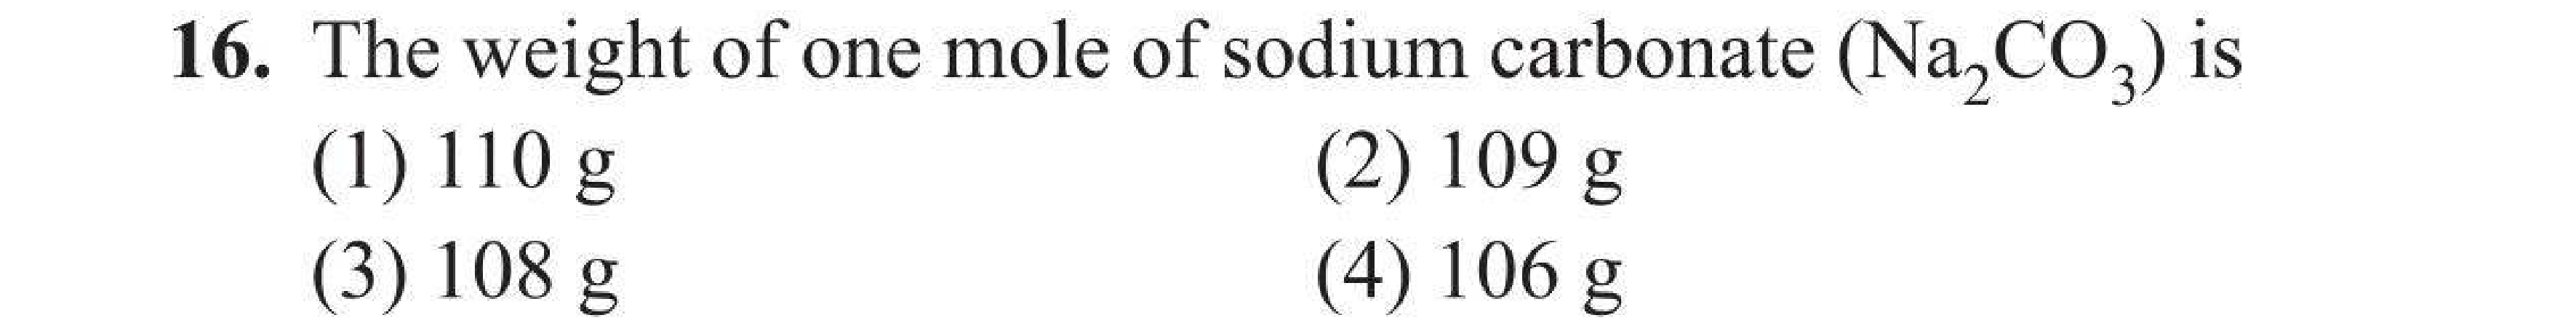 16. The weight of one mole of sodium carbonate (Na₂CO₃) is
(1) 110 g (2) 109 g
(3) 108 g (4) 106 g